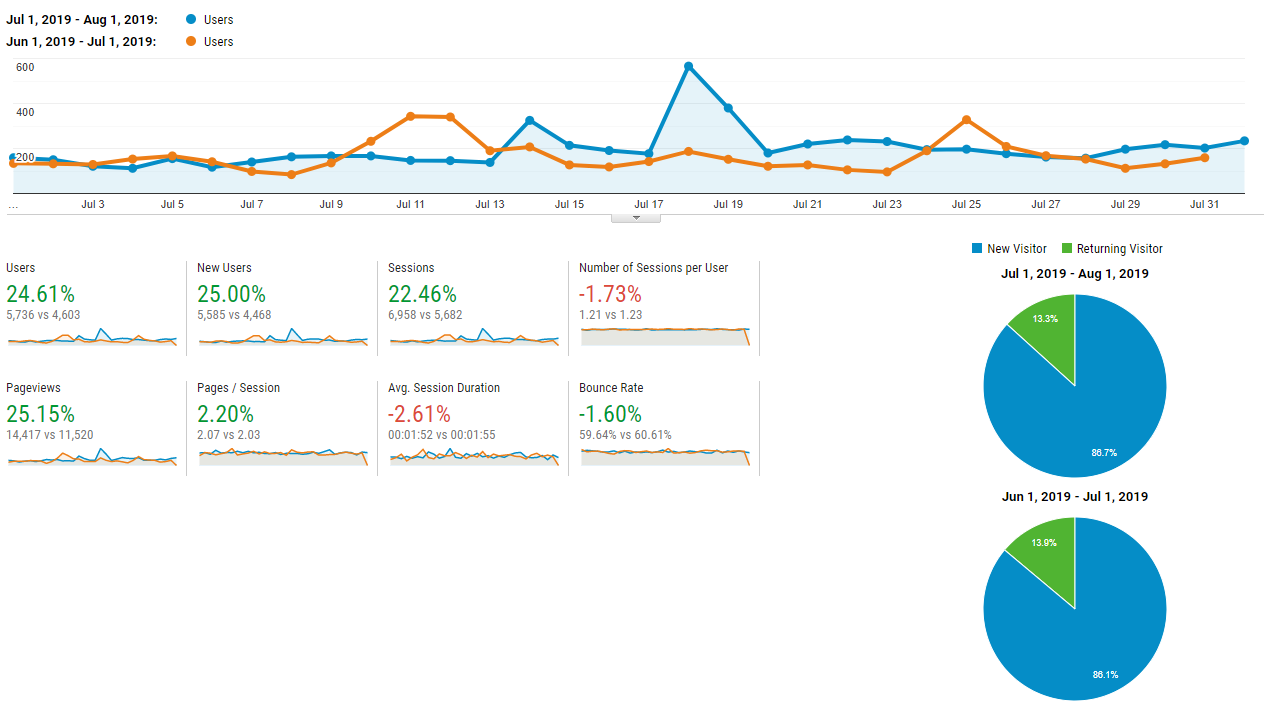 Jul 1, 2019 - Aug 1, 2019: Users
Jun 1, 2019 - Jul 1, 2019: Users
600
400
200
... Jul 3 Jul 5 Jul 7 Jul 9 Jul 11 Jul 13 Jul 15 Jul 17 Jul 19 Jul 21 Jul 23 Jul 25 Jul 27 Jul 29 Jul 31
Users
24.61%
5,736 vs 4,603
New Users
25.00%
5,585 vs 4,468
Sessions
22.46%
6,958 vs 5,682
Number of Sessions per User
-1.73%
1.21 vs 1.23
Pageviews
25.15%
14,417 vs 11,520
Pages / Session
2.20%
2.07 vs 2.03
Avg. Session Duration
-2.61%
00:01:52 vs 00:01:55
Bounce Rate
-1.60%
59.64% vs 60.61%
New Visitor Returning Visitor
Jul 1, 2019 - Aug 1, 2019
13.3%
86.7%
Jun 1, 2019 - Jul 1, 2019
13.9%
86.1%